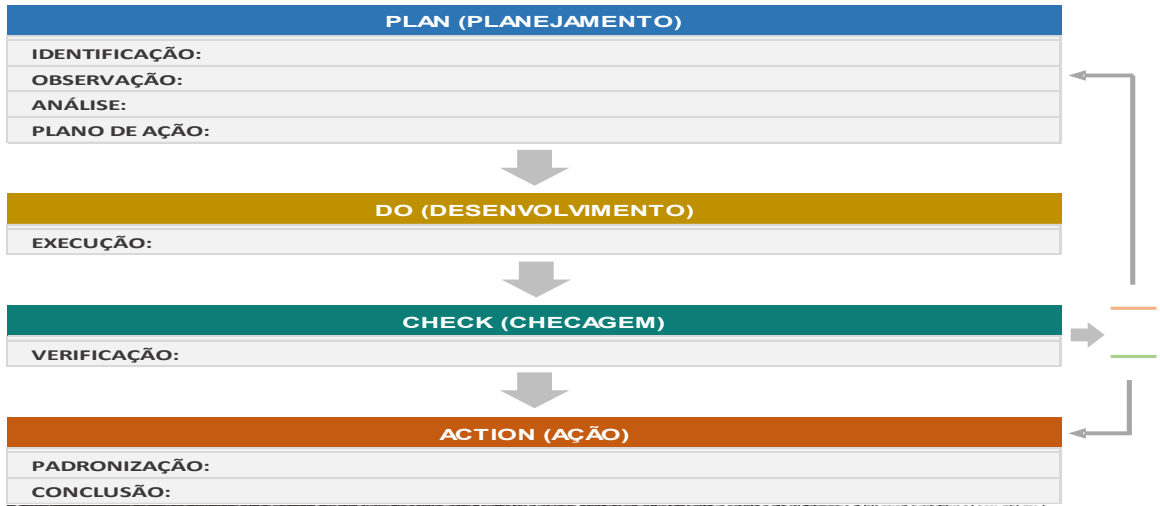 PLAN (PLANEJAMENTO)
IDENTIFICAÇÃO:
OBSERVAÇÃO:
ANÁLISE:
PLANO DE AÇÃO:
DO (DESENVOLVIMENTO)
EXECUÇÃO:
CHECK (CHECAGEM)
VERIFICAÇÃO:
ACTION (AÇÃO)
PADRONIZAÇÃO:
CONCLUSÃO: